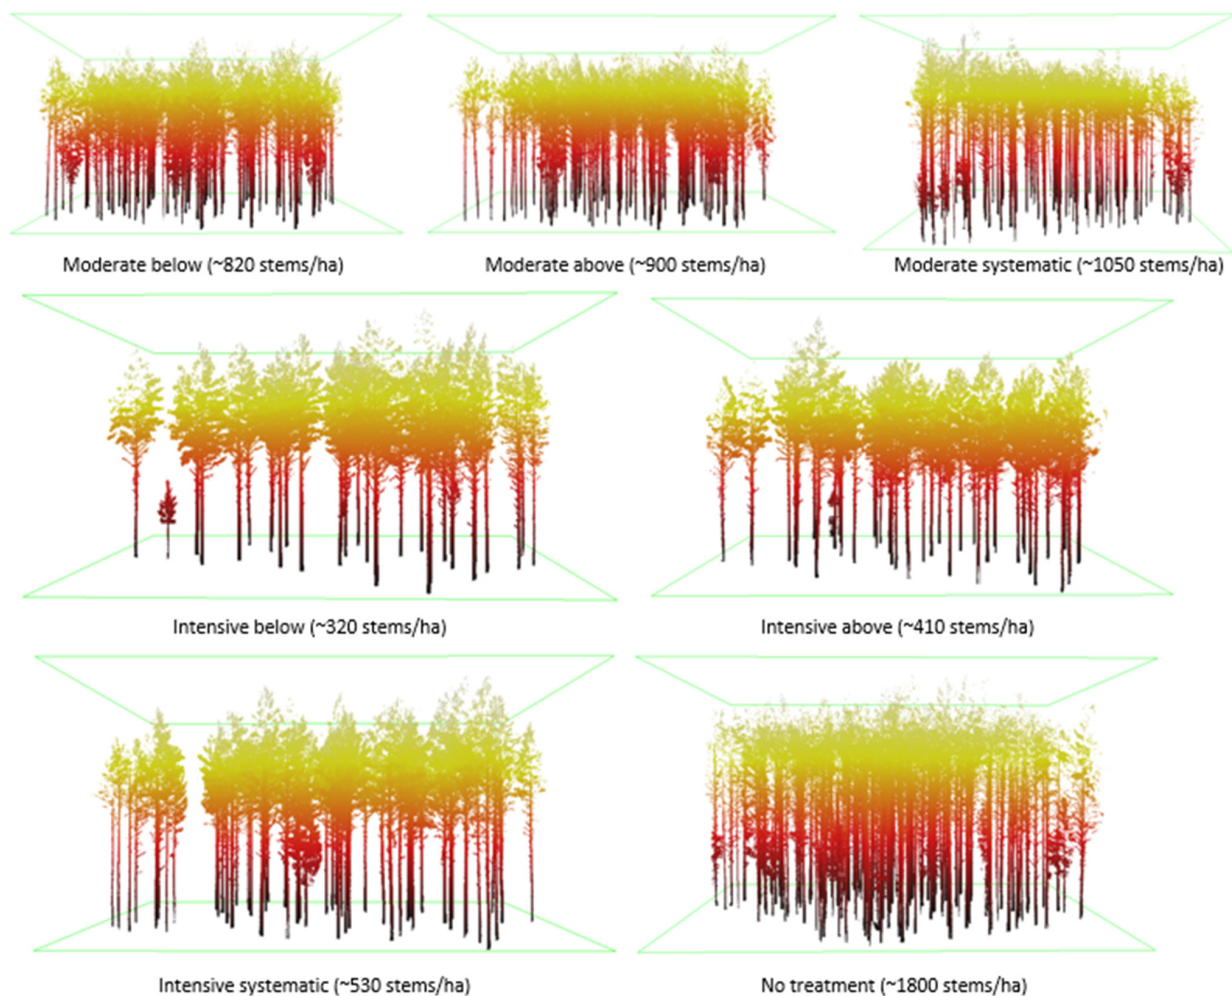 Moderate below (~820 stems/ha)
Moderate above (~900 stems/ha)
Moderate systematic (~1050 stems/ha)
Intensive below (~320 stems/ha)
Intensive above (~410 stems/ha)
Intensive systematic (~530 stems/ha)
No treatment (~1800 stems/ha)